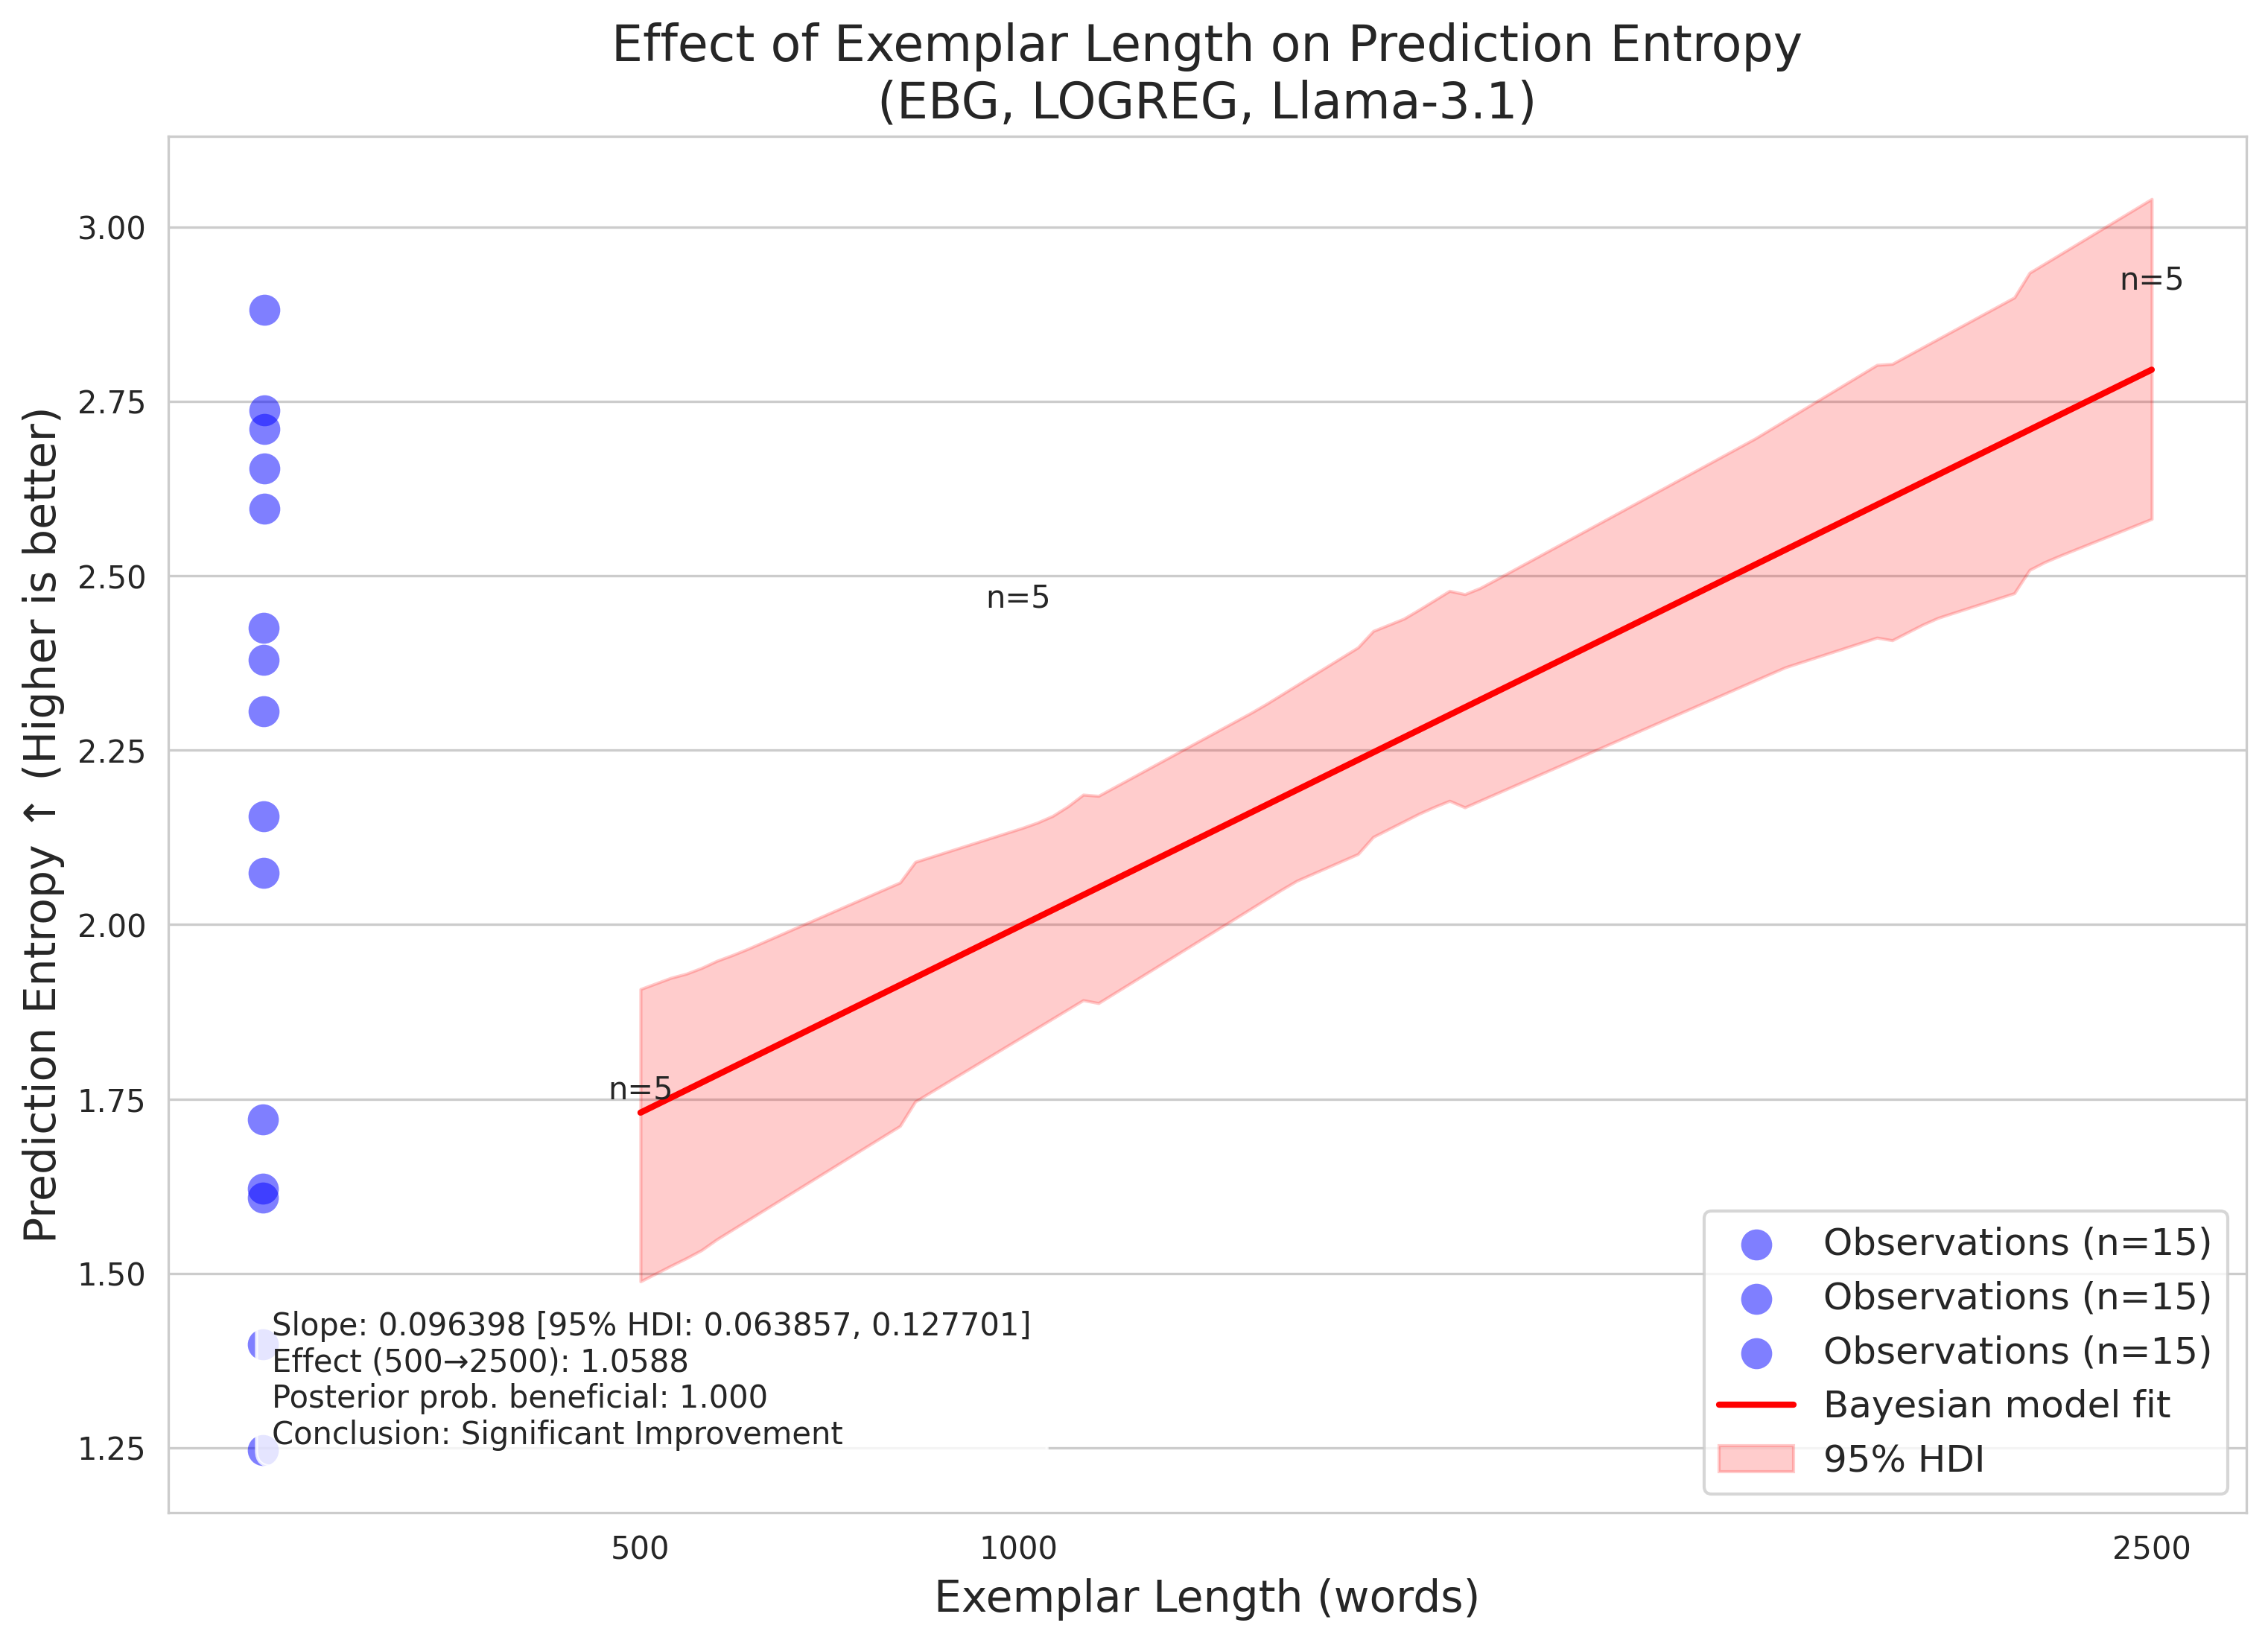 Effect of Exemplar Length on Prediction Entropy
(EBG, LOGREG, Llama-3.1)
Prediction Entropy ↑ (Higher is better)
3.00
2.75
2.50
2.25
2.00
1.75
1.50
1.25
n=5
n=5
n=5
Slope: 0.096398 [95% HDI: 0.063857, 0.127701]
Effect (500→2500): 1.0588
Posterior prob. beneficial: 1.000
Conclusion: Significant Improvement
Observations (n=15)
Observations (n=15)
Observations (n=15)
Bayesian model fit
95% HDI
500 1000 2500
Exemplar Length (words)